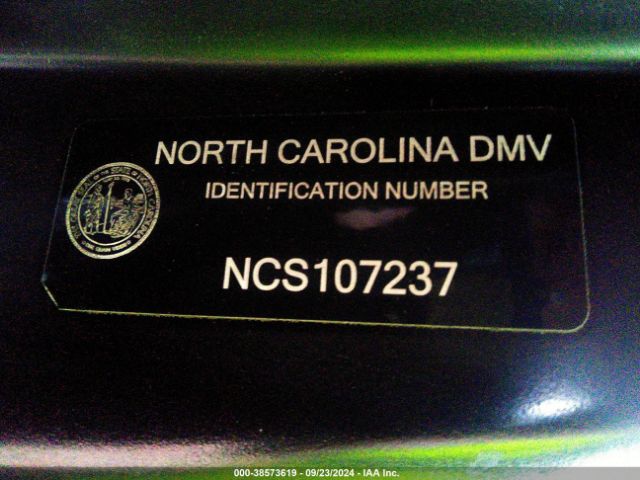 NORTH CAROLINA DMV
IDENTIFICATION NUMBER
NCS107237
000-38573619 - 09/23/2024 - IAA Inc.